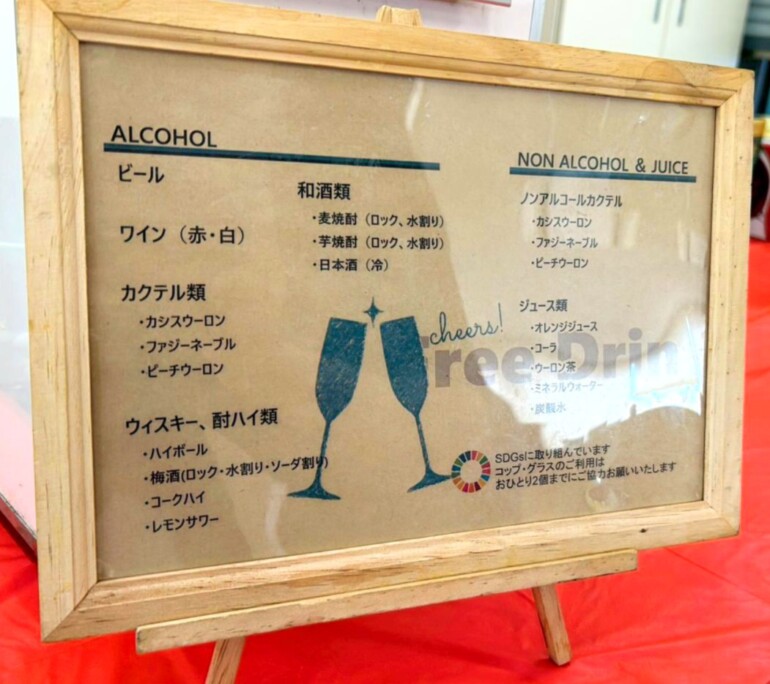 ALCOHOL
ビール
ワイン（赤・白）
カクテル類
・カシスウーロン
・ファジーネーブル
・ピーチウーロン
ウィスキー、酎ハイ類
・ハイボール
・梅酒(ロック・水割り・ソーダ割り)
・コークハイ
・レモンサワー
和酒類
・麦焼酎（ロック、水割り）
・芋焼酎（ロック、水割り）
・日本酒（冷）
cheers!
Free Drin
NON ALCOHOL & JUICE
ノンアルコールカクテル
・カシスウーロン
・ファジーネーブル
・ピーチウーロン
ジュース類
・オレンジジュース
・コーラ
・ウーロン茶
・ミネラルウォーター
・炭酸水
SDGsに取り組んでいます
コップ・グラスのご利用は
おひとり2個までにご協力お願いいたします